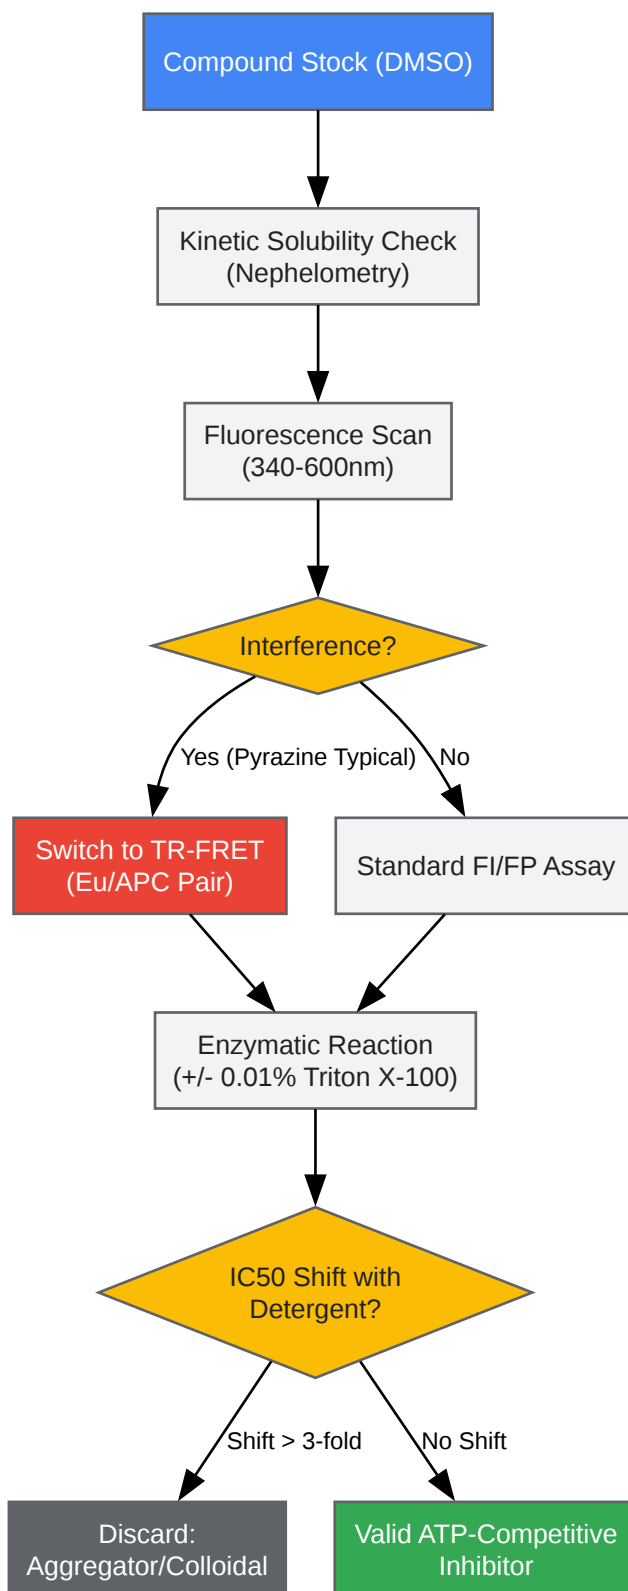 Compound Stock (DMSO)
Kinetic Solubility Check
(Nephelometry)
Fluorescence Scan
(340-600nm)
Interference?
Yes (Pyrazine Typical)
No
Switch to TR-FRET
(Eu/APC Pair)
Standard FI/FP Assay
Enzymatic Reaction
(+/- 0.01% Triton X-100)
IC50 Shift with
Detergent?
Shift > 3-fold
No Shift
Discard:
Aggregator/Colloidal
Valid ATP-Competitive
Inhibitor